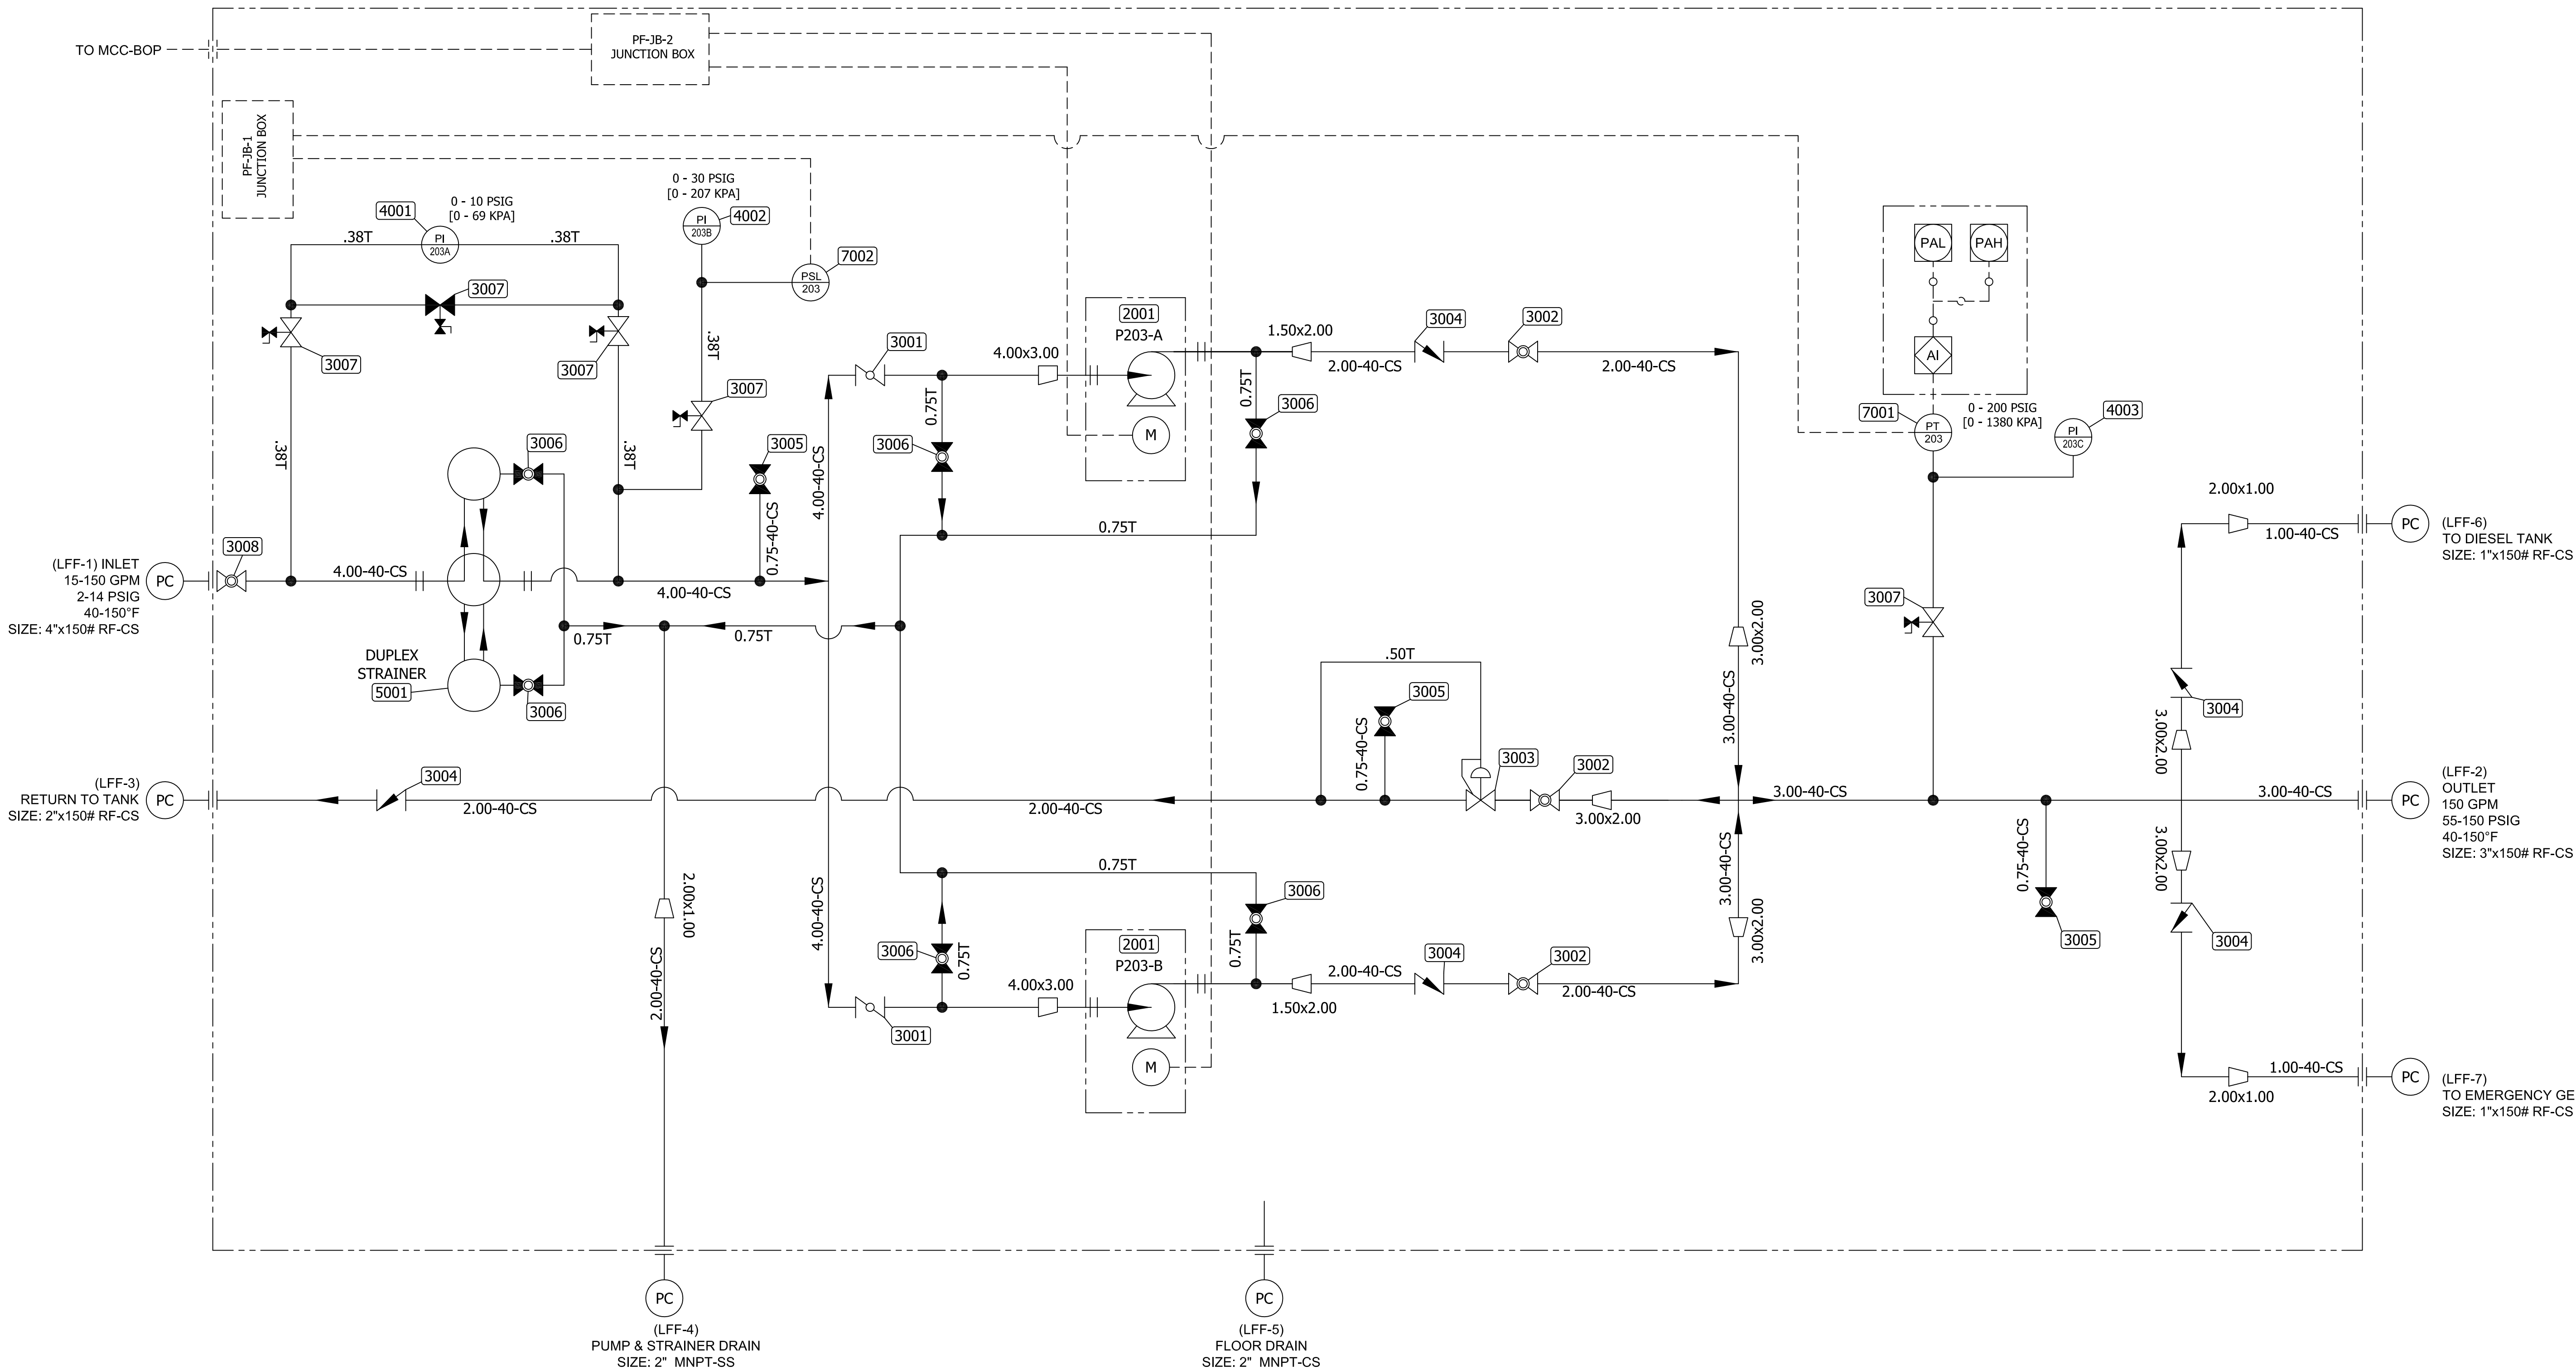 TO MCC-BOP
PF-JB-2
JUNCTION BOX
PF-JB-1
JUNCTION BOX
4001
0 - 10 PSIG
[0 - 69 KPA]
.38T
PI
203A
.38T
3007
3007
3007
.38T
.38T
0 - 30 PSIG
[0 - 207 KPA]
PI
203B
4002
PSL
203
7002
.38T
3007
3005
0.75-40-CS
3001
4.00-40-CS
0.75T
3006
4.00x3.00
2001
P203-A
M
1.50x2.00
0.75T
3006
0.75T
3004
2.00-40-CS
3002
2.00-40-CS
PAL
PAH
AI
7001
PT
203
0 - 200 PSIG
[0 - 1380 KPA]
PI
203C
4003
3007
2.00x1.00
1.00-40-CS
PC
(LFF-6)
TO DIESEL TANK
SIZE: 1"x150# RF-CS
(LFF-1) INLET
15-150 GPM
2-14 PSIG
40-150°F
SIZE: 4"x150# RF-CS
PC
3008
4.00-40-CS
3006
4.00-40-CS
DUPLEX
STRAINER
5001
3006
0.75T
0.75T
3.00x2.00
3.00-40-CS
.50T
3005
0.75-40-CS
3003
3002
3.00x2.00
3.00-40-CS
3004
3.00x2.00
3.00-40-CS
PC
(LFF-2)
OUTLET
150 GPM
55-150 PSIG
40-150°F
SIZE: 3"x150# RF-CS
(LFF-3)
RETURN TO TANK
SIZE: 2"x150# RF-CS
PC
3004
2.00-40-CS
2.00-40-CS
2.00x1.00
2.00-40-CS
4.00-40-CS
0.75T
3006
0.75T
3001
4.00x3.00
2001
P203-B
M
3006
0.75T
1.50x2.00
3004
2.00-40-CS
3002
2.00-40-CS
3.00-40-CS
3.00x2.00
0.75-40-CS
3005
3.00x2.00
3004
2.00x1.00
1.00-40-CS
PC
(LFF-7)
TO EMERGENCY GE
SIZE: 1"x150# RF-CS
PC
(LFF-4)
PUMP & STRAINER DRAIN
SIZE: 2" MNPT-SS
PC
(LFF-5)
FLOOR DRAIN
SIZE: 2" MNPT-CS